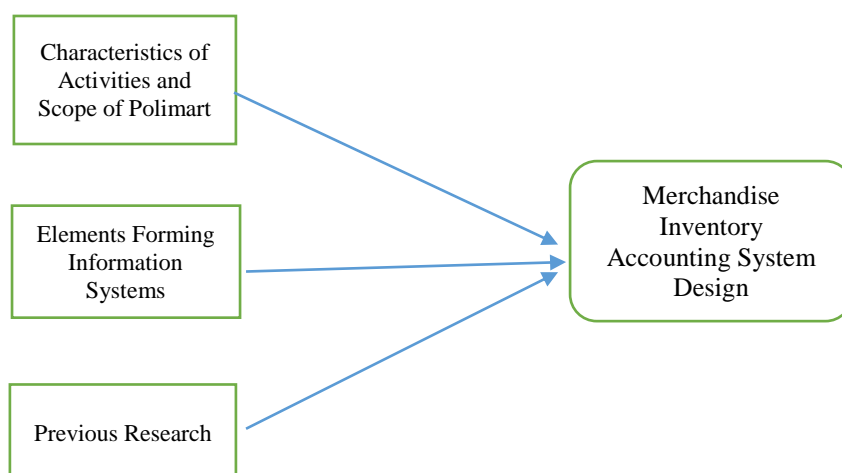 Characteristics of
Activities and
Scope of Polimart
Elements Forming
Information
Systems
Previous Research
Merchandise
Inventory
Accounting System
Design